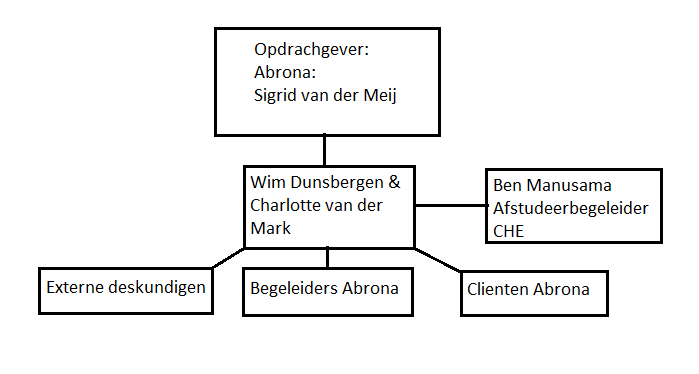 Opdrachgever:
Abrona:
Sigrid van der Meij
Wim Dunsbergen &
Charlotte van der
Mark
Ben Manusama
Afstudeerbegeleider
CHE
Externe deskundigen
Begeleiders Abrona
Clienten Abrona